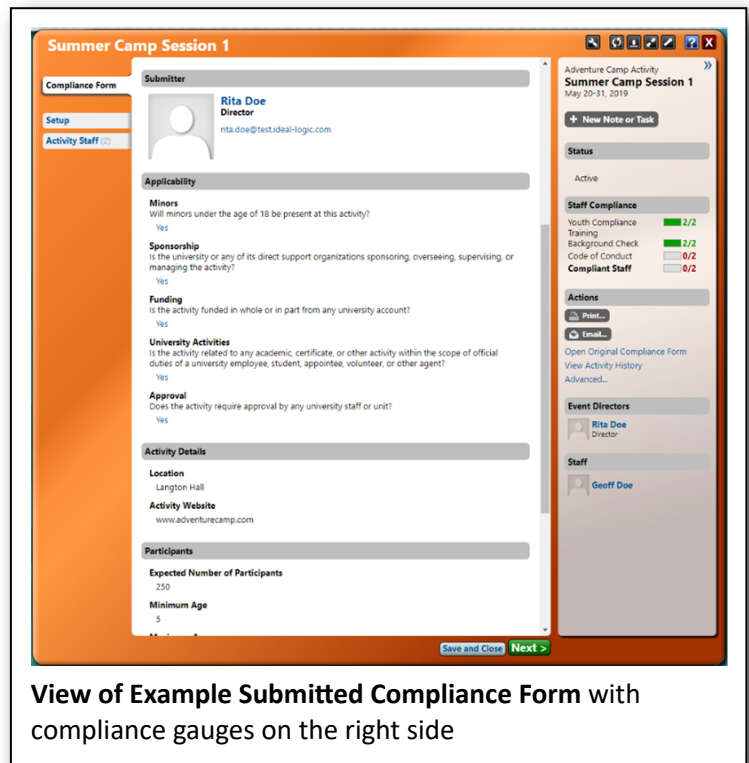 Summer Camp Session 1
Compliance Form
Setup
Activity Staff (2)
Submitter
Rita Doe
Director
rita.doe@test.ideal-logic.com
Applicability
Minors
Will minors under the age of 18 be present at this activity?
Yes
Sponsorship
Is the university or any of its direct support organizations sponsoring, overseeing, supervising, or
managing the activity?
Yes
Funding
Is the activity funded in whole or in part from any university account?
Yes
University Activities
Is the activity related to any academic, certificate, or other activity within the scope of official
duties of a university employee, student, appointee, volunteer, or other agent?
Yes
Approval
Does the activity require approval by any university staff or unit?
Yes
Activity Details
Location
Langton Hall
Activity Website
www.adventurecamp.com
Participants
Expected Number of Participants
250
Minimum Age
5
Save and Close Next >
? X
»
Adventure Camp Activity
Summer Camp Session 1
May 20-31, 2019
+ New Note or Task
Status
Active
Staff Compliance
Youth Compliance 2/2
Training
Background Check 2/2
Code of Conduct 0/2
Compliant Staff 0/2
Actions
Print...
Email...
Open Original Compliance Form
View Activity History
Advanced...
Event Directors
Rita Doe
Director
Staff
Geoff Doe
View of Example Submitted Compliance Form with
compliance gauges on the right side